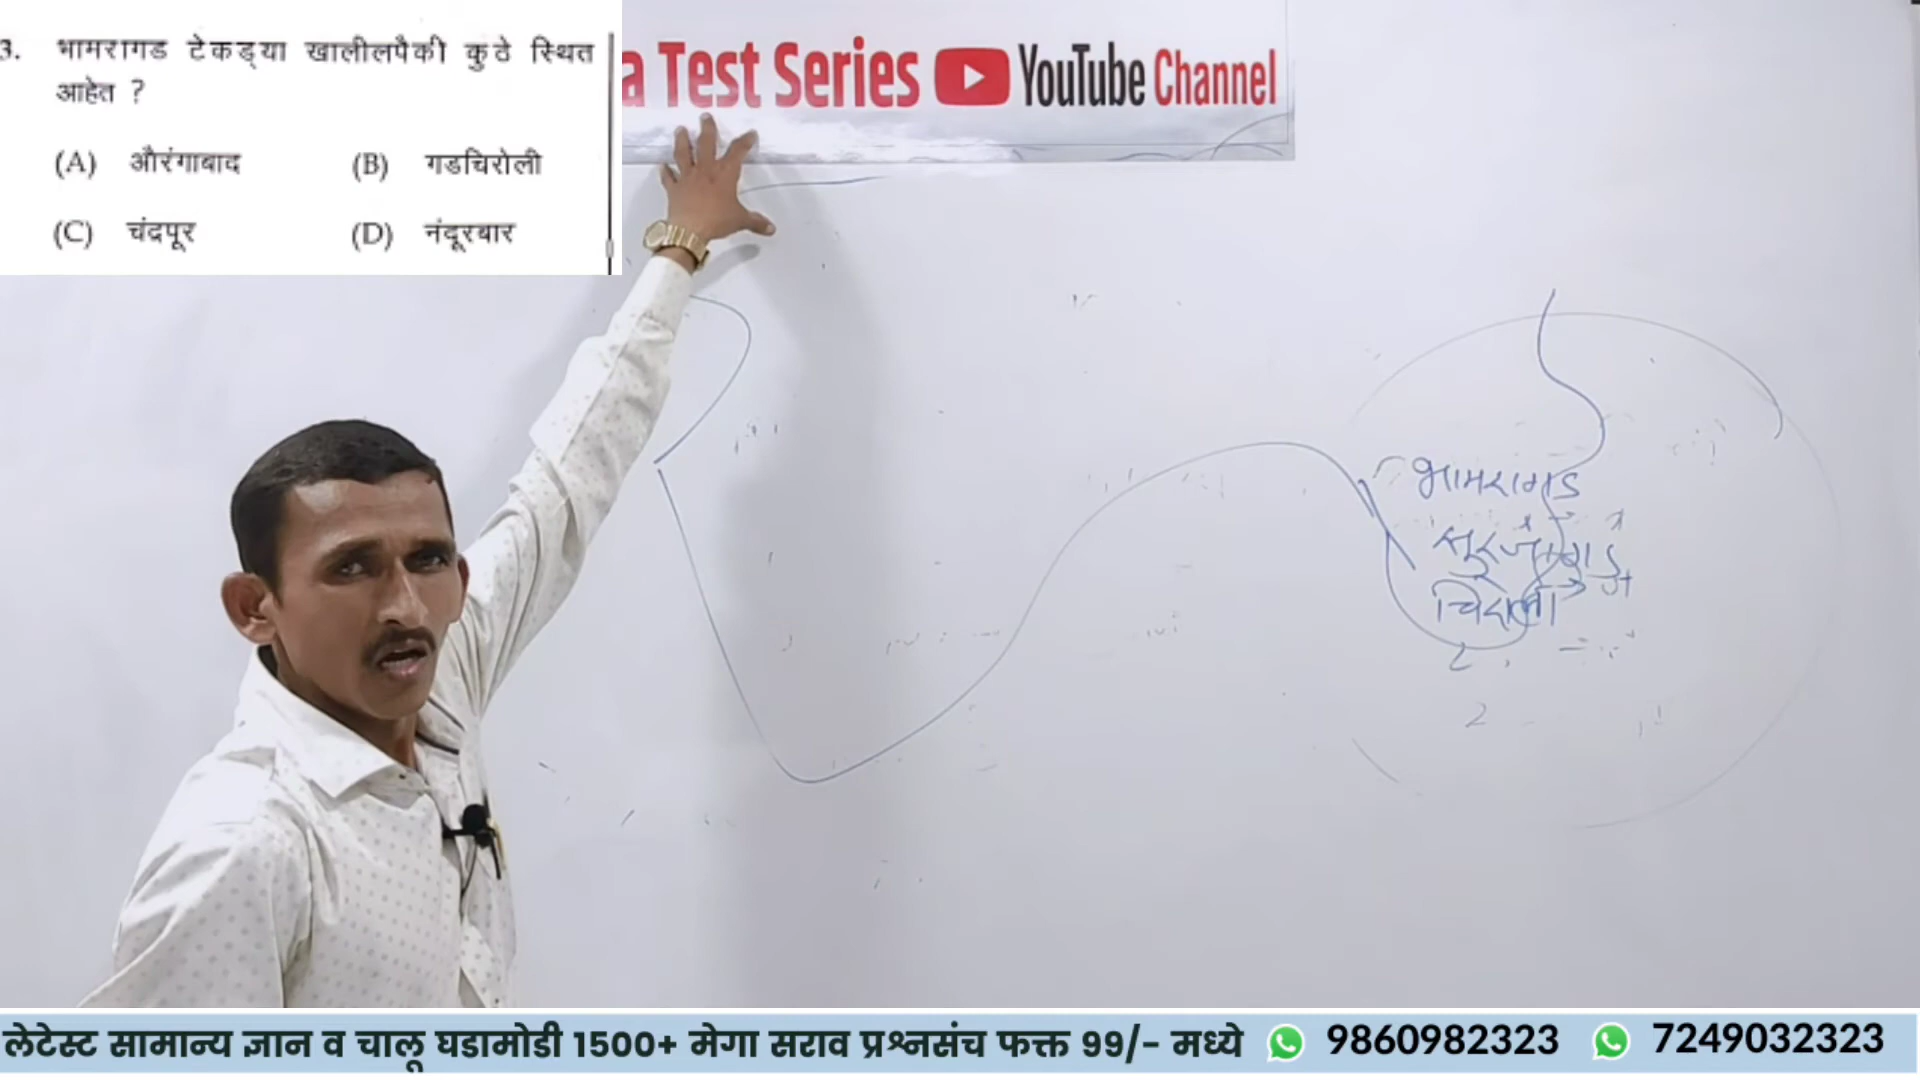 3. भामरागड टेकड्या खालीलपैकी कुठे स्थित
आहेत ?
(A) औरंगाबाद (B) गडचिरोली
(C) चंद्रपूर (D) नंदूरबार
a Test Series YouTube Channel
भामरागड
सुरजागड
चिरोली
लेटेस्ट सामान्य ज्ञान व चालू घडामोडी 1500+ मेगा सराव प्रश्नसंच फक्त 99/- मध्ये 9860982323 7249032323